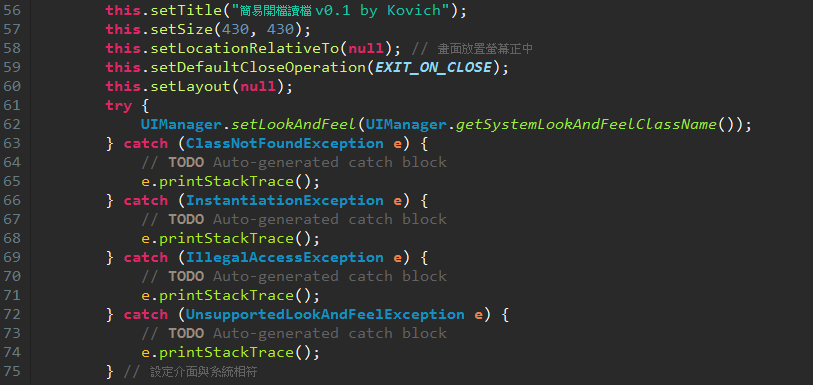 56 this.setTitle("簡易開檔讀檔 v0.1 by Kovich");
57 this.setSize(430, 430);
58 this.setLocationRelativeTo(null); // 畫面放置螢幕正中
59 this.setDefaultCloseOperation(EXIT_ON_CLOSE);
60 this.setLayout(null);
61 try {
62 UIManager.setLookAndFeel(UIManager.getSystemLookAndFeelClassName());
63 } catch (ClassNotFoundException e) {
64 // TODO Auto-generated catch block
65 e.printStackTrace();
66 } catch (InstantiationException e) {
67 // TODO Auto-generated catch block
68 e.printStackTrace();
69 } catch (IllegalAccessException e) {
70 // TODO Auto-generated catch block
71 e.printStackTrace();
72 } catch (UnsupportedLookAndFeelException e) {
73 // TODO Auto-generated catch block
74 e.printStackTrace();
75 } // 設定介面與系統相符